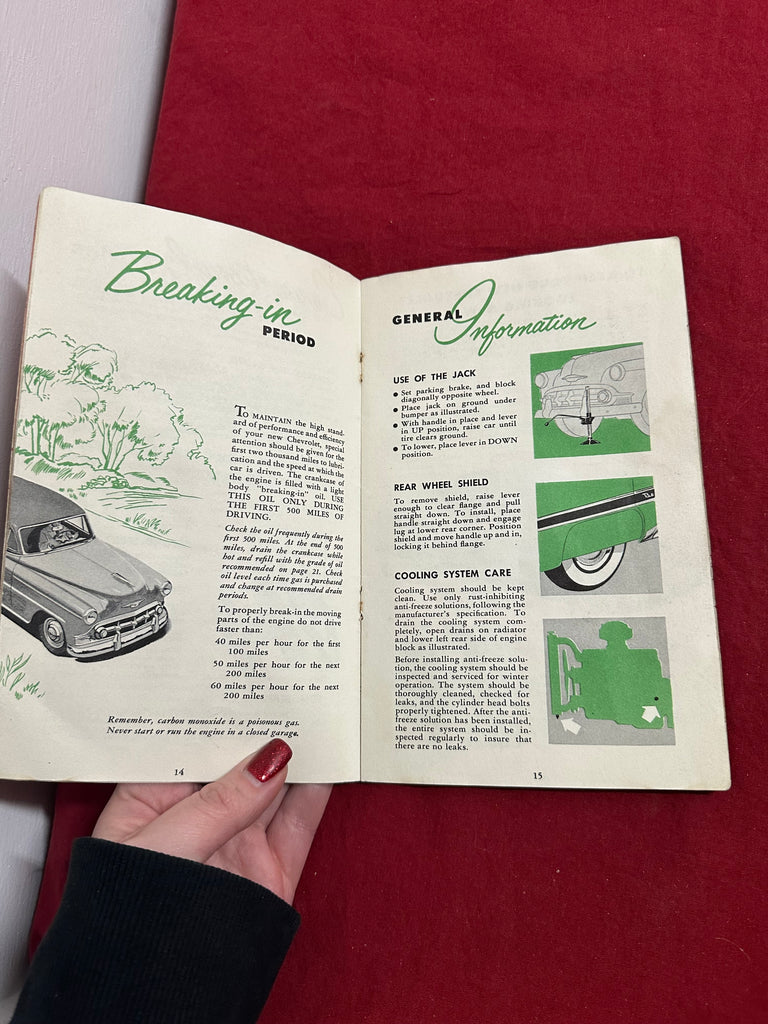 Breaking-in
PERIOD
To MAINTAIN the high stand-
ard of performance and efficiency
of your new Chevrolet, special
attention should be given for the
first two thousand miles to lubri-
cation and the speed at which the
car is driven. The crankcase of
the engine is filled with a light
body "breaking-in" oil. USE
THIS OIL ONLY DURING
THE FIRST 500 MILES OF
DRIVING.
Check the oil frequently during the
first 500 miles. At the end of 500
miles, drain the crankcase while
hot and refill with the grade of oil
recommended on page 21. Check
oil level each time gas is purchased
and change at recommended drain
periods.
To properly break-in the moving
parts of the engine do not drive
faster than:
40 miles per hour for the first
100 miles
50 miles per hour for the next
200 miles
60 miles per hour for the next
200 miles
Remember, carbon monoxide is a poisonous gas.
Never start or run the engine in a closed garage.
14
GENERAL Information
USE OF THE JACK
● Set parking brake, and block
diagonally opposite wheel.
● Place jack on ground under
bumper as illustrated.
● With handle in place and lever
in UP position, raise car until
tire clears ground.
● To lower, place lever in DOWN
position.
REAR WHEEL SHIELD
To remove shield, raise lever
enough to clear flange and pull
straight down. To install, place
handle straight down and engage
lug at lower rear corner. Position
shield and move handle up and in,
locking it behind flange.
COOLING SYSTEM CARE
Cooling system should be kept
clean. Use only rust-inhibiting
anti-freeze solutions, following the
manufacturer's specification. To
drain the cooling system com-
pletely, open drains on radiator
and lower left rear side of engine
block as illustrated.
Before installing anti-freeze solu-
tion, the cooling system should be
inspected and serviced for winter
operation. The system should be
thoroughly cleaned, checked for
leaks, and the cylinder head bolts
properly tightened. After the anti-
freeze solution has been installed,
the entire system should be in-
spected regularly to insure that
there are no leaks.
15